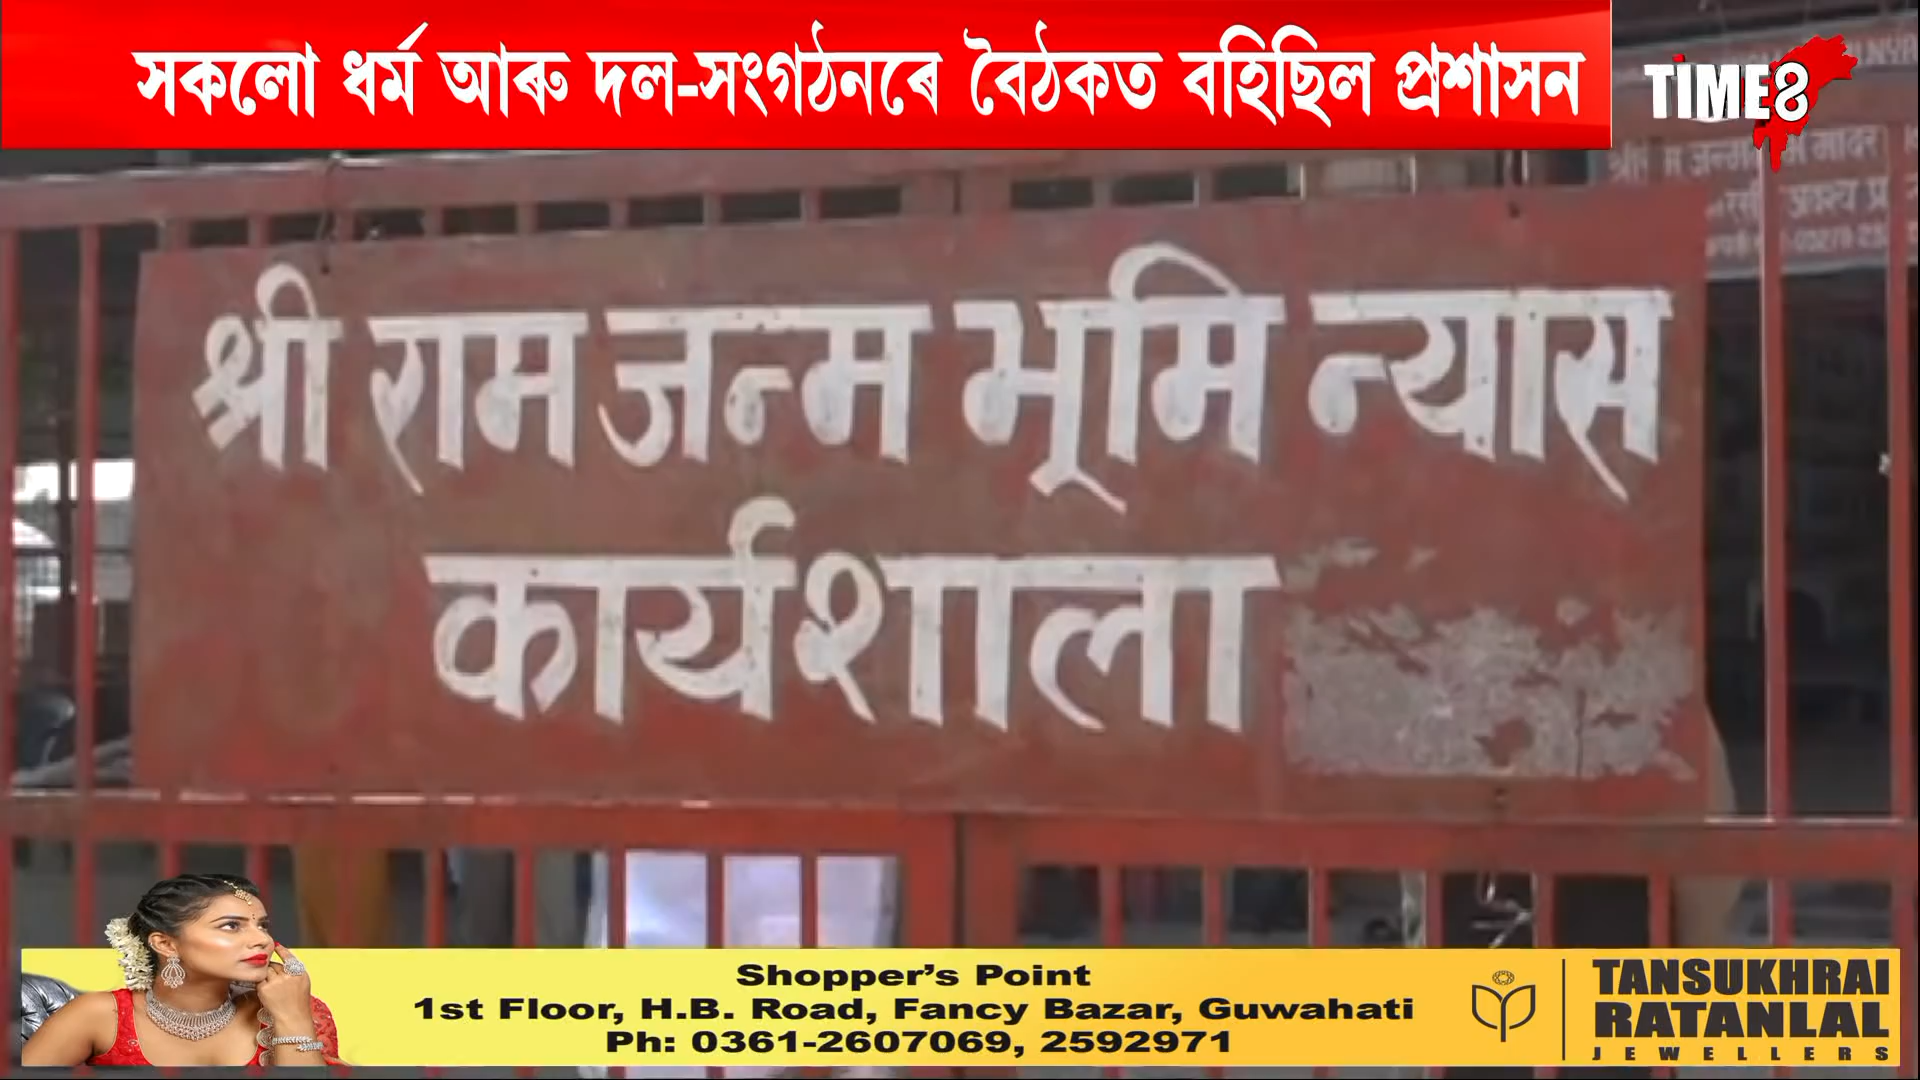 সকলো ধৰ্ম আৰু দল-সংগঠনৰে বৈঠকত বহিছিল প্ৰশাসন
TIME8
श्री राम जन्म भूमि न्यास
कार्यशाला
Shopper's Point
1st Floor, H.B. Road, Fancy Bazar, Guwahati
Ph: 0361-2607069, 2592971
TANSUKHRAI
RATANLAL
JEWELLERS